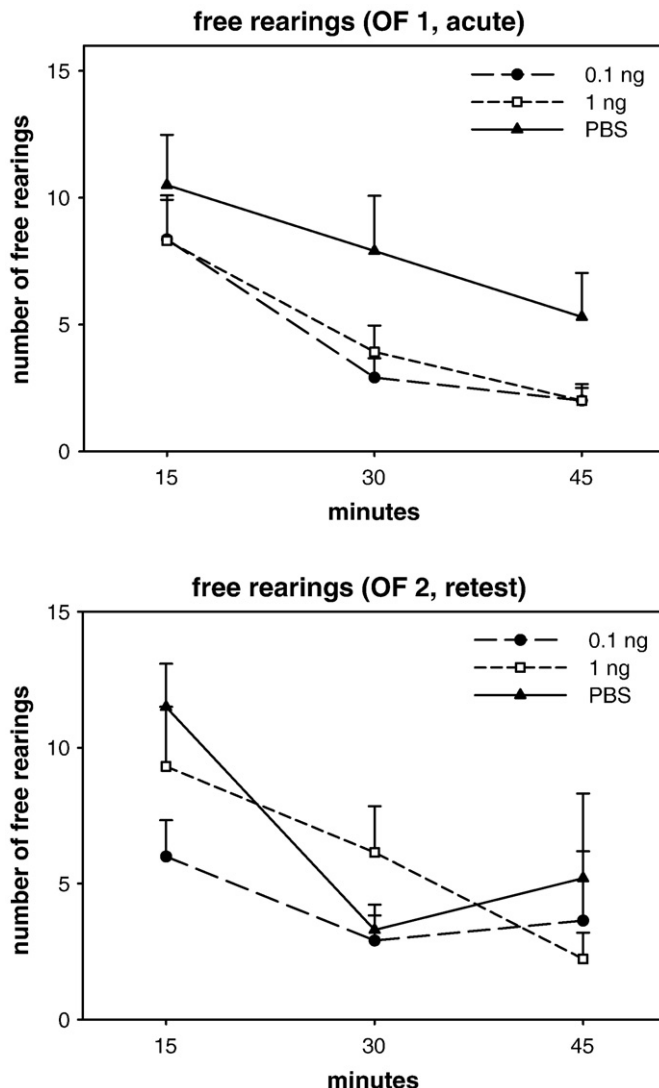 free rearings (OF 1, acute)
15
10
5
0
number of free rearings
0.1 ng
1 ng
PBS
15 30 45
minutes
free rearings (OF 2, retest)
15
10
5
0
number of free rearings
0.1 ng
1 ng
PBS
15 30 45
minutes